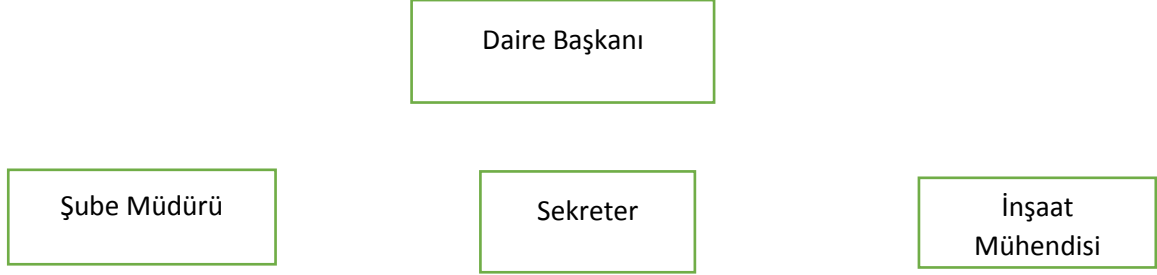 Daire Başkanı
Şube Müdürü
Sekreter
İnşaat
Mühendisi